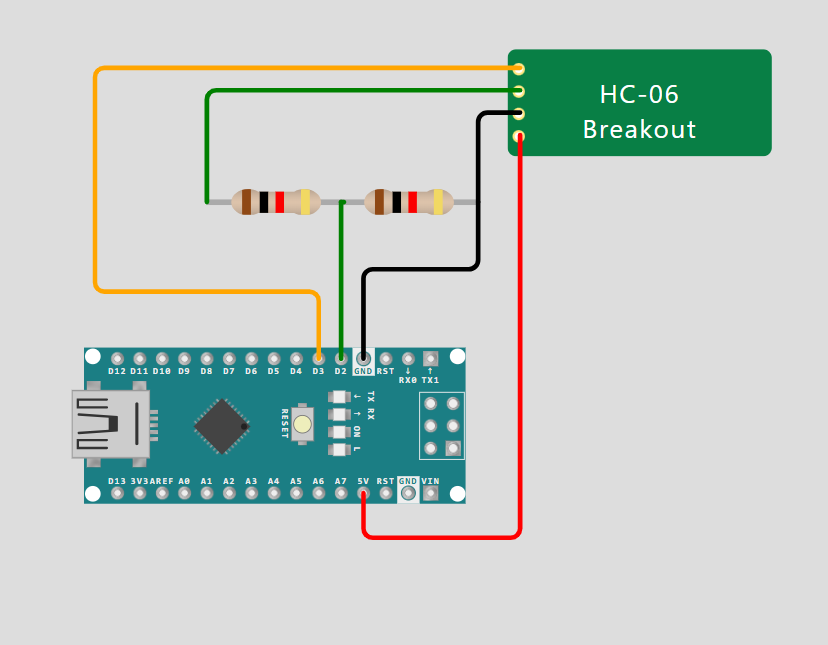 HC-06
Breakout
D12 D11 D10 D9 D8 D7 D6 D5 D4 D3 D2 GND RST ↓ ↑
RX0 TX1
← TX
→ RX
ON
L
RESET
D13 3V3 AREF A0 A1 A2 A3 A4 A5 A6 A7 5V RST GND VIN